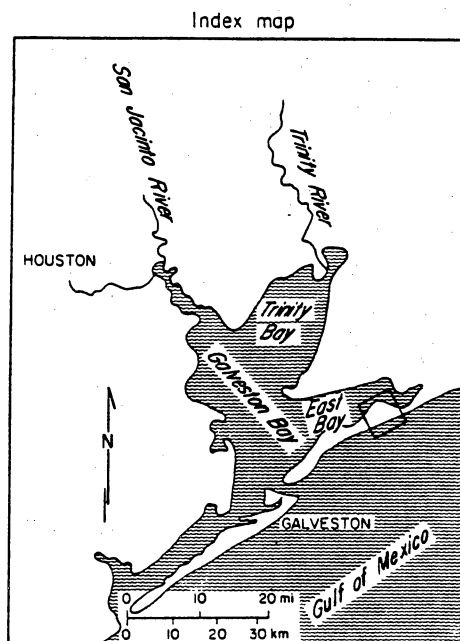 Index map
San Jacinto River
Trinity River
HOUSTON
Trinity
Bay
Galveston Bay
East
Bay
N
GALVESTON
Gulf of Mexico
0 10 20 mi
0 10 20 30 km